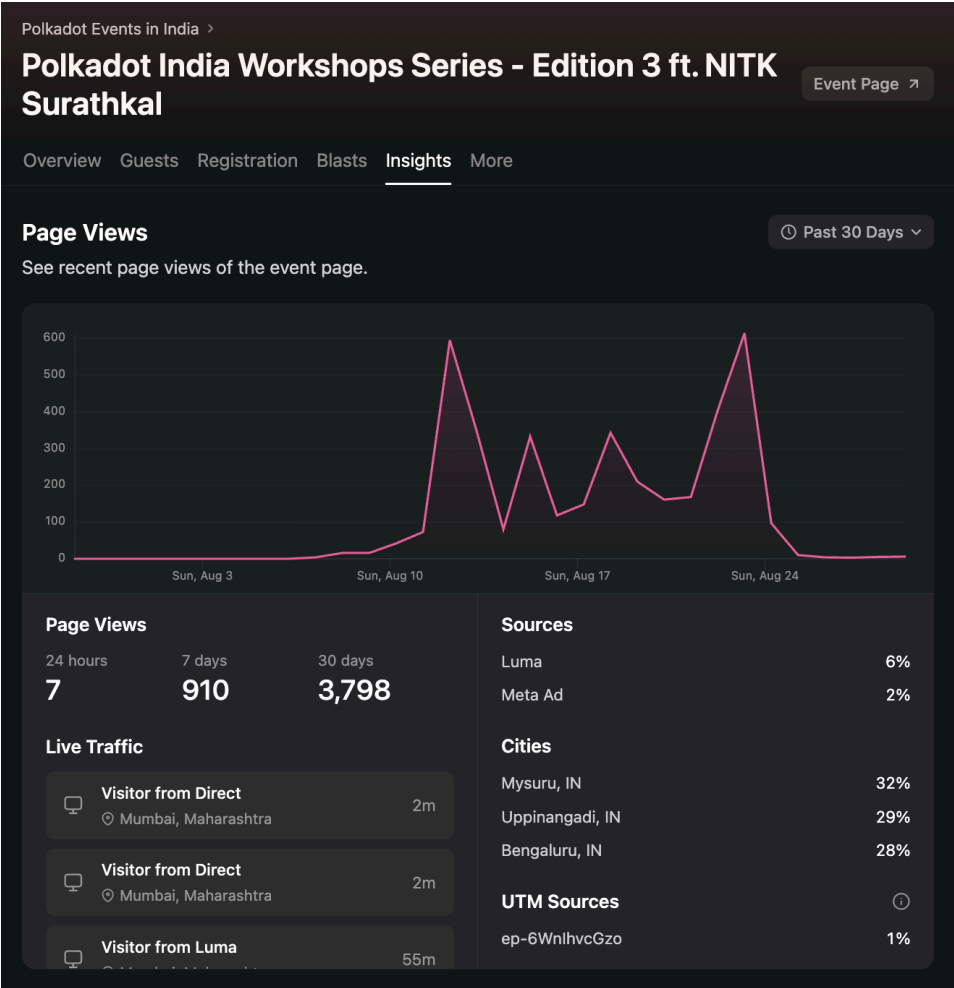 Polkadot Events in India >
Polkadot India Workshops Series - Edition 3 ft. NITK
Surathkal
Event Page ↗
Overview Guests Registration Blasts Insights More
Page Views
Past 30 Days
See recent page views of the event page.
600
500
400
300
200
100
0
Sun, Aug 3 Sun, Aug 10 Sun, Aug 17 Sun, Aug 24
Page Views
24 hours 7 days 30 days
7 910 3,798
Live Traffic
Visitor from Direct
Mumbai, Maharashtra
2m
Visitor from Direct
Mumbai, Maharashtra
2m
Visitor from Luma
55m
Sources
Luma 6%
Meta Ad 2%
Cities
Mysuru, IN 32%
Uppinangadi, IN 29%
Bengaluru, IN 28%
UTM Sources
ep-6WnlhvcGzo 1%